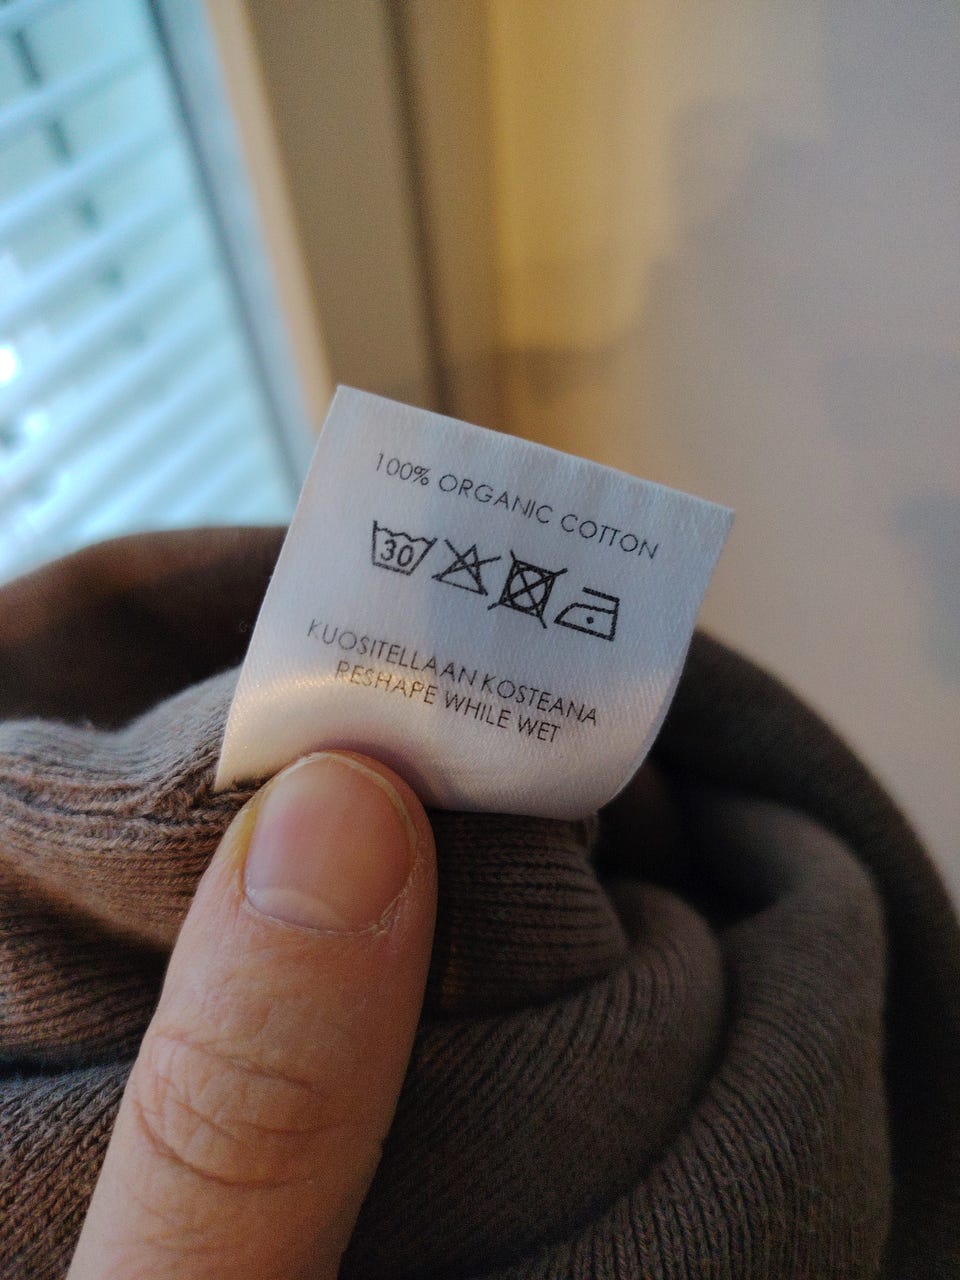 100% ORGANIC COTTON
30
KUOSITELLAAN KOSTEANA
RESHAPE WHILE WET